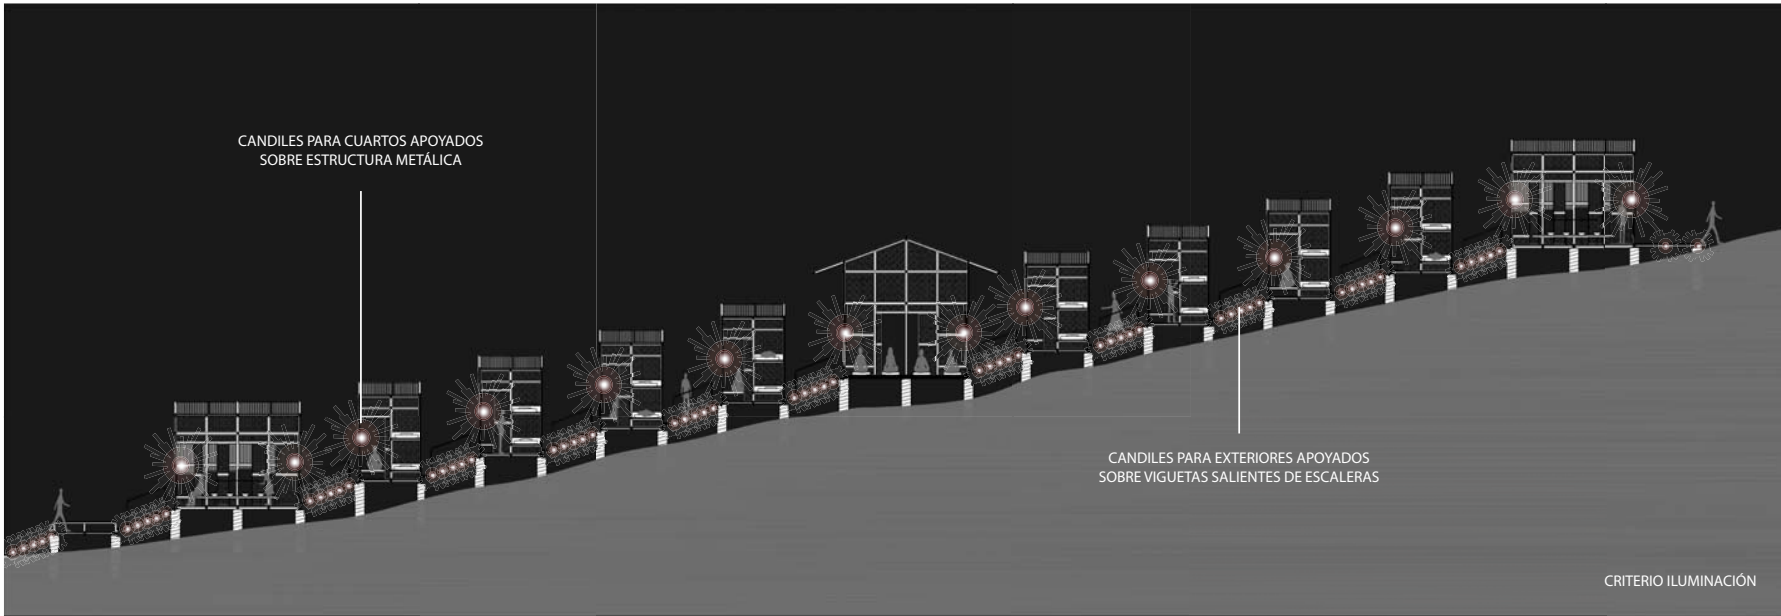 CANDILES PARA CUARTOS APOYADOS
SOBRE ESTRUCTURA METÁLICA
CANDILES PARA EXTERIORES APOYADOS
SOBRE VIGUETAS SALIENTES DE ESCALERAS
CRITERIO ILUMINACIÓN